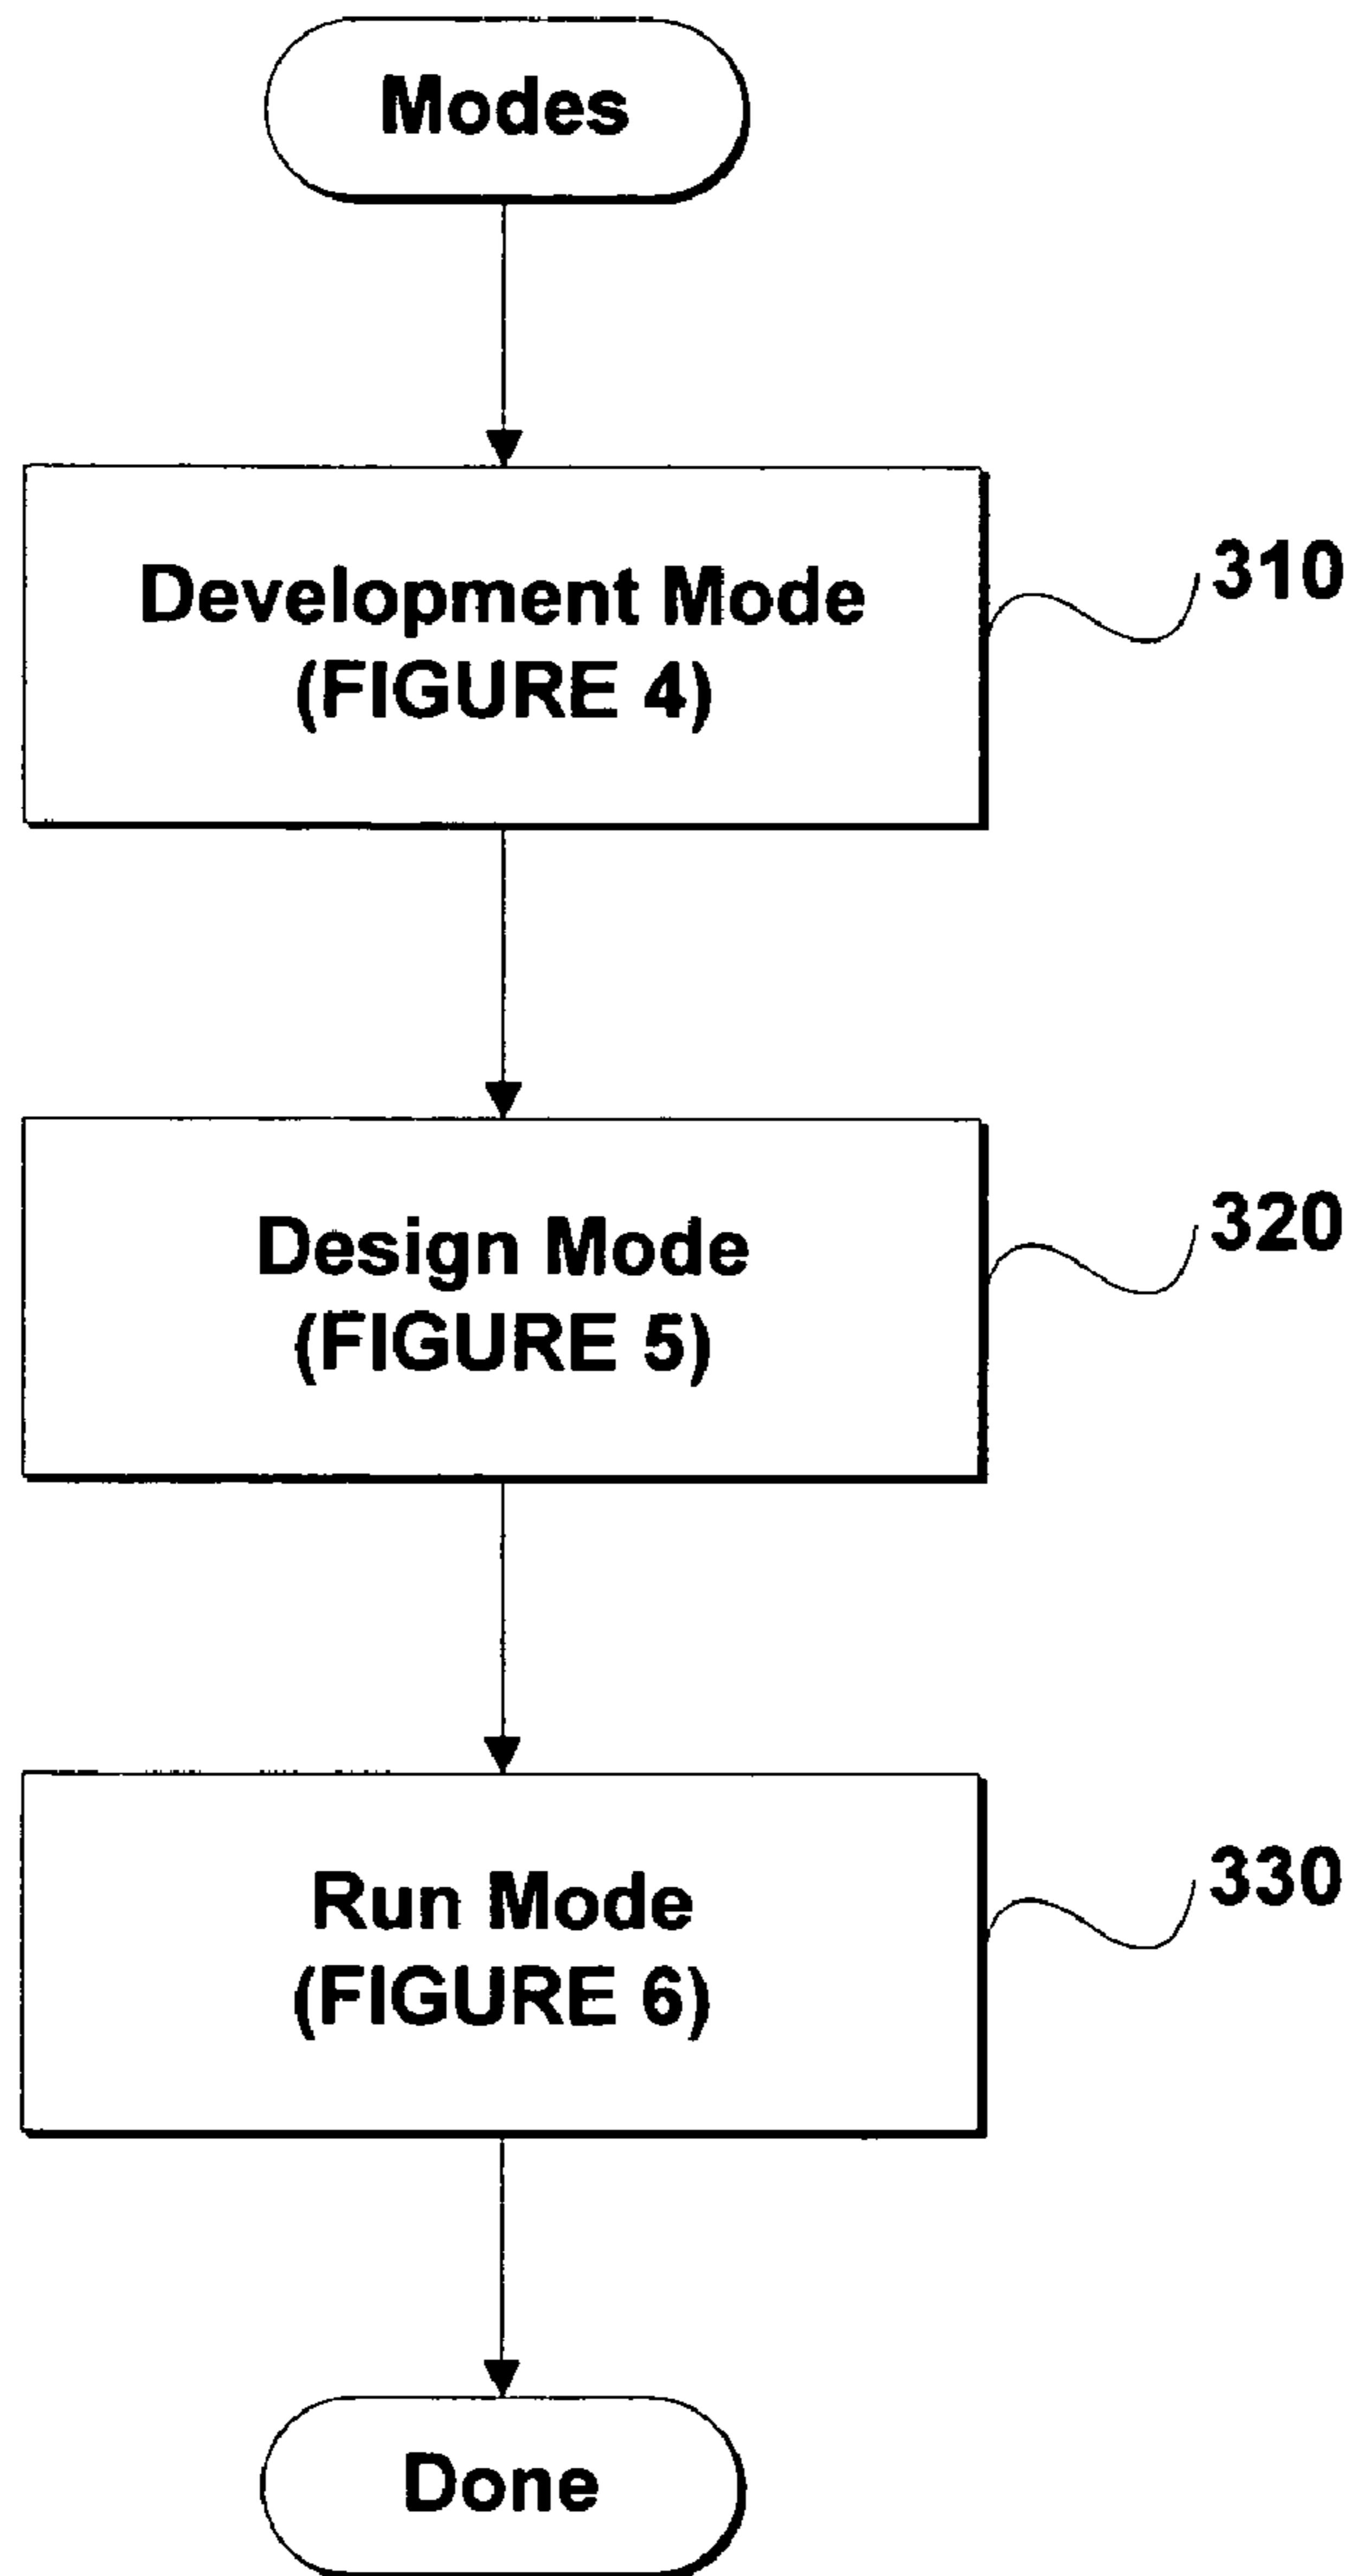 Modes
Development Mode
(FIGURE 4)
310
Design Mode
(FIGURE 5)
320
Run Mode
(FIGURE 6)
330
Done